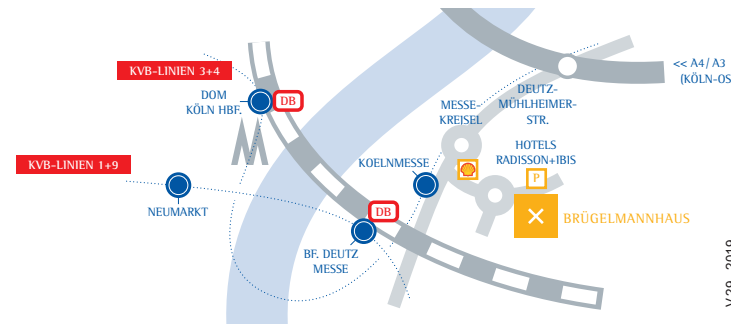 KVB-LINIEN 3+4
<< A4/A3
(KÖLN-OS
DOM
KÖLN HBF.
DB
MESSE-
KREISEL
DEUTZ-
MÜHLHEIMER-
STR.
HOTELS
RADISSON+IBIS
KVB-LINIEN 1+9
KOELNMESSE
P
NEUMARKT
DB
BRÜGELMANNHAUS
BF. DEUTZ
MESSE